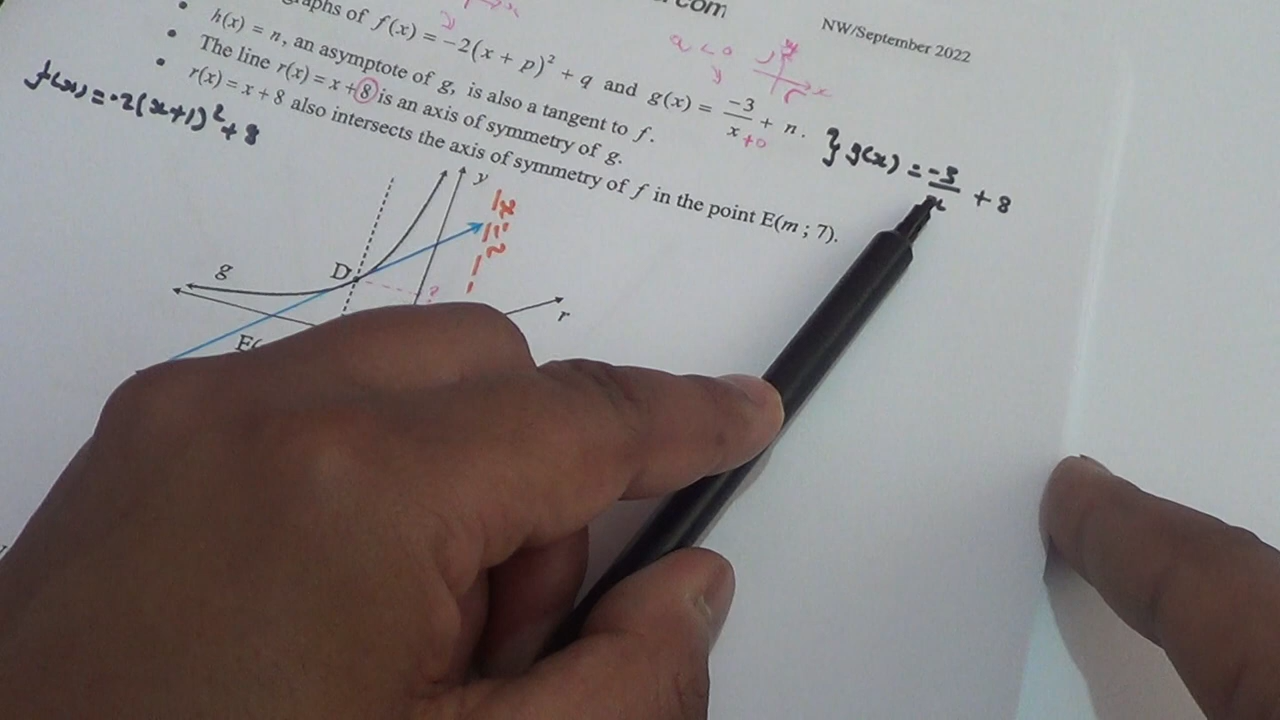 com
NW/September 2022
graphs of f(x) = −2(x + p)² + q and g(x) = −3/x + n.
h(x) = n, an asymptote of g, is also a tangent to f.
The line r(x) = x + 8 is an axis of symmetry of g.
r(x) = x + 8 also intersects the axis of symmetry of f in the point E(m ; 7).
a < 0
y
x
+0
f(x) = -2(x+1)² + 8
} g(x) = -3/x + 8
y
g
D
?
r
E(